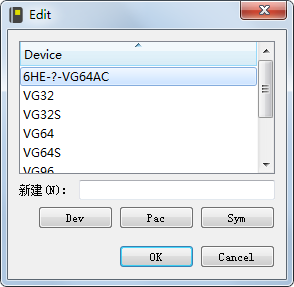 Edit
Device
6HE-?-VG64AC
VG32
VG32S
VG64
VG64S
VG96
新建(N):
Dev Pac Sym
OK Cancel